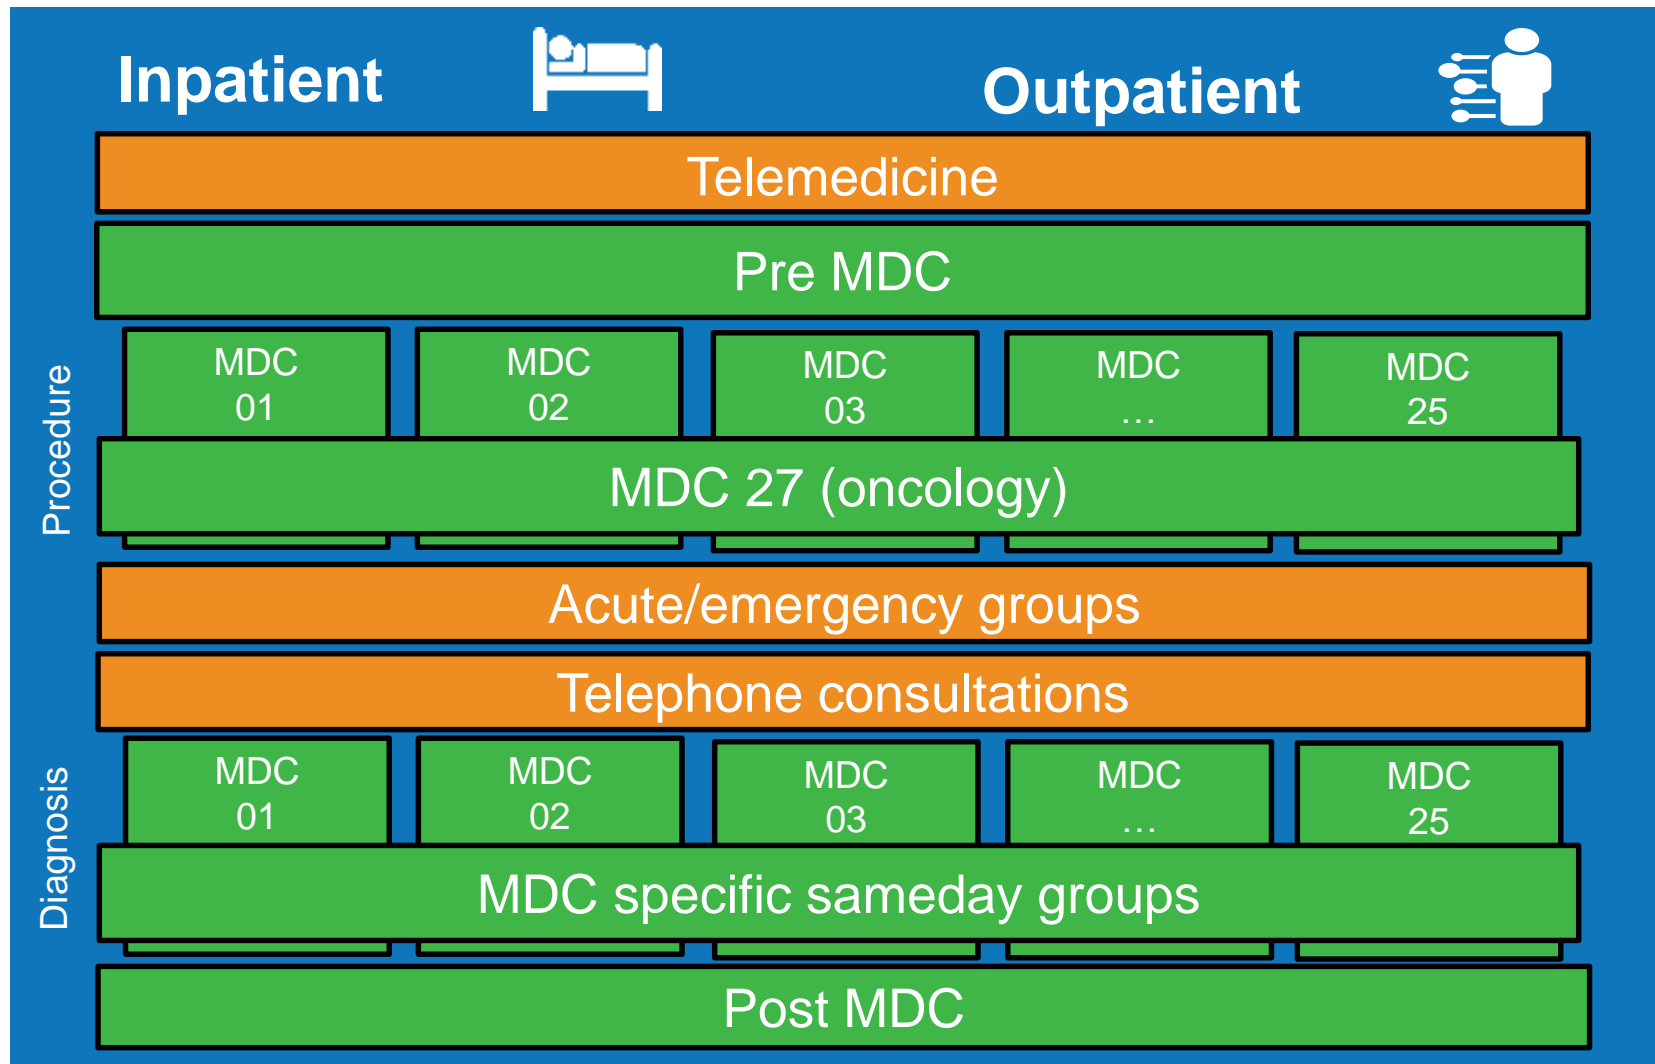 Inpatient
Outpatient
Telemedicine
Pre MDC
Procedure
MDC
01
MDC
02
MDC
03
MDC
…
MDC
25
MDC 27 (oncology)
Acute/emergency groups
Telephone consultations
Diagnosis
MDC
01
MDC
02
MDC
03
MDC
…
MDC
25
MDC specific sameday groups
Post MDC